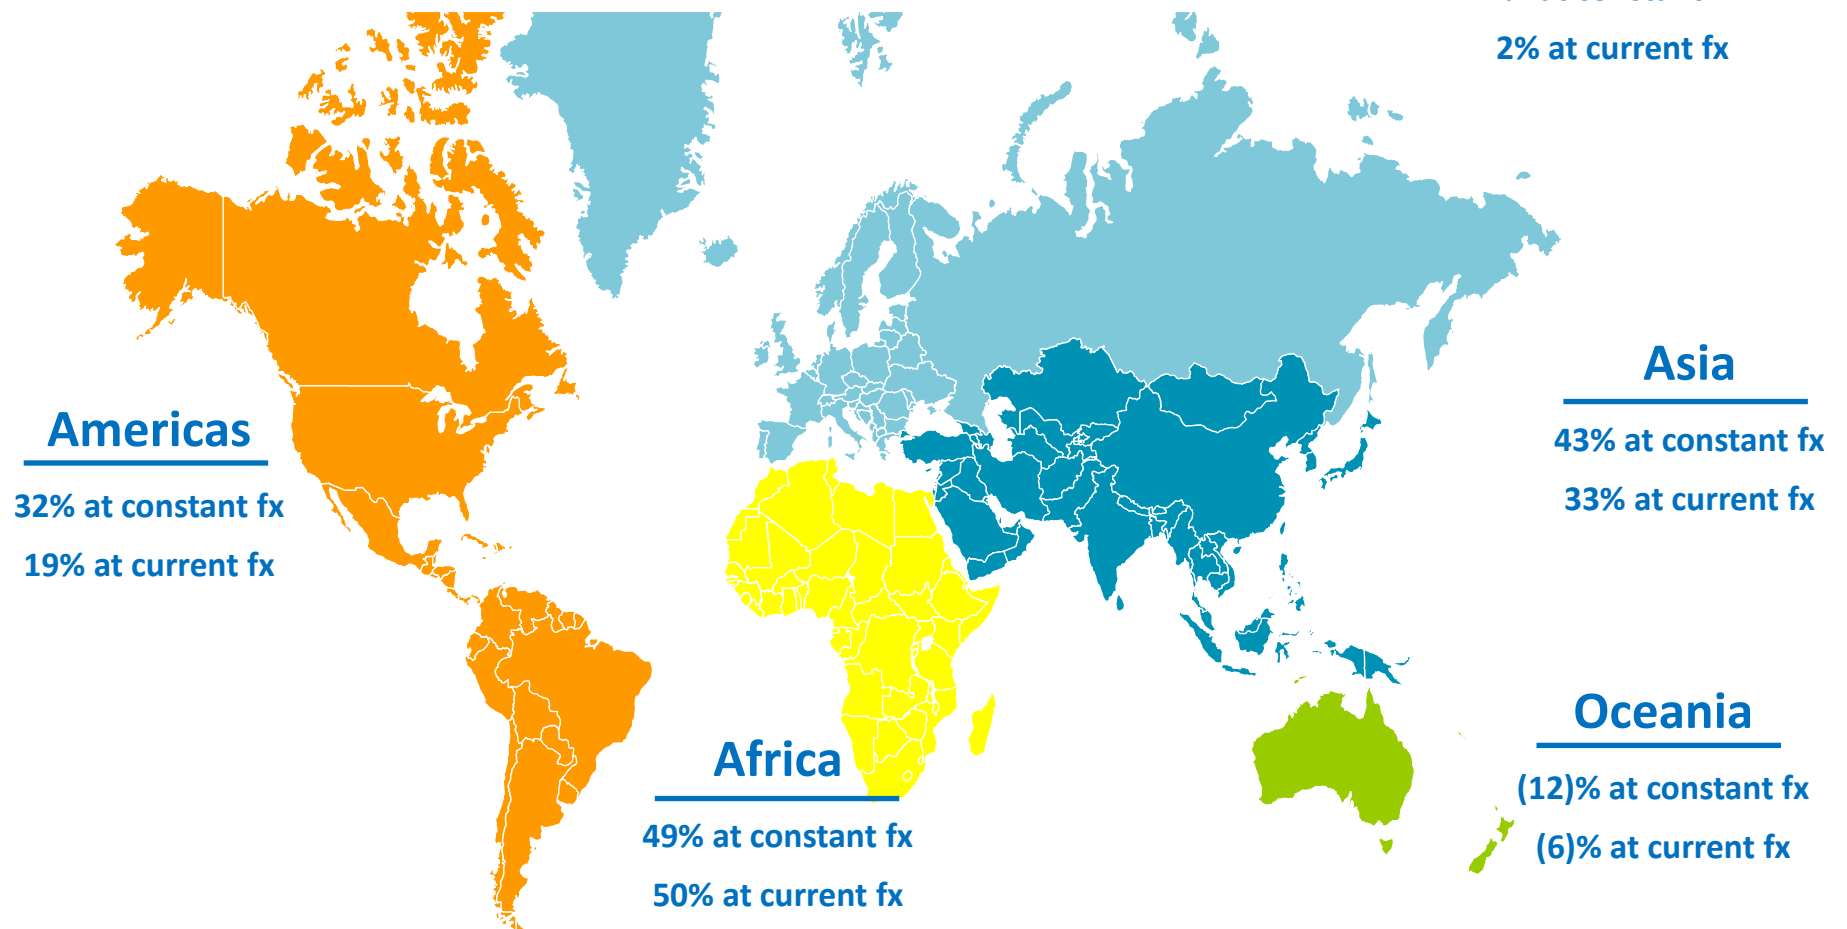 2% at current fx
Asia
43% at constant fx
33% at current fx
Americas
32% at constant fx
19% at current fx
Oceania
(12)% at constant fx
(6)% at current fx
Africa
49% at constant fx
50% at current fx